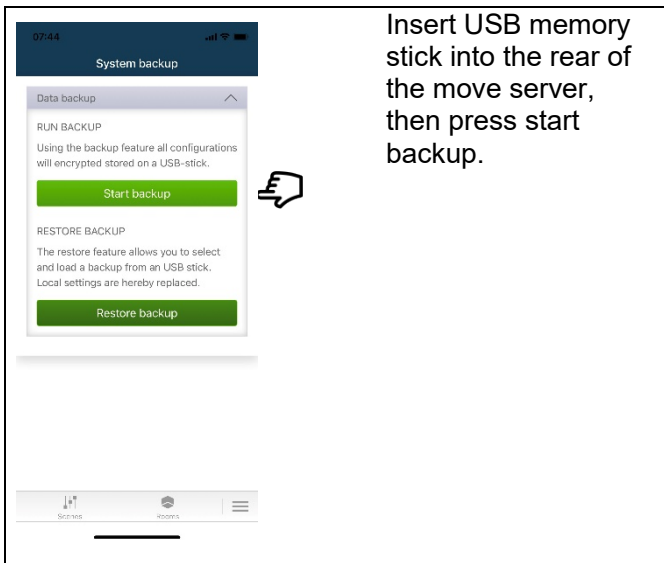 07:44
System backup
Data backup
RUN BACKUP
Using the backup feature all configurations
will encrypted stored on a USB-stick.
Start backup
RESTORE BACKUP
The restore feature allows you to select
and load a backup from an USB stick.
Local settings are hereby replaced.
Restore backup
Scenes
Rooms
Insert USB memory
stick into the rear of
the move server,
then press start
backup.